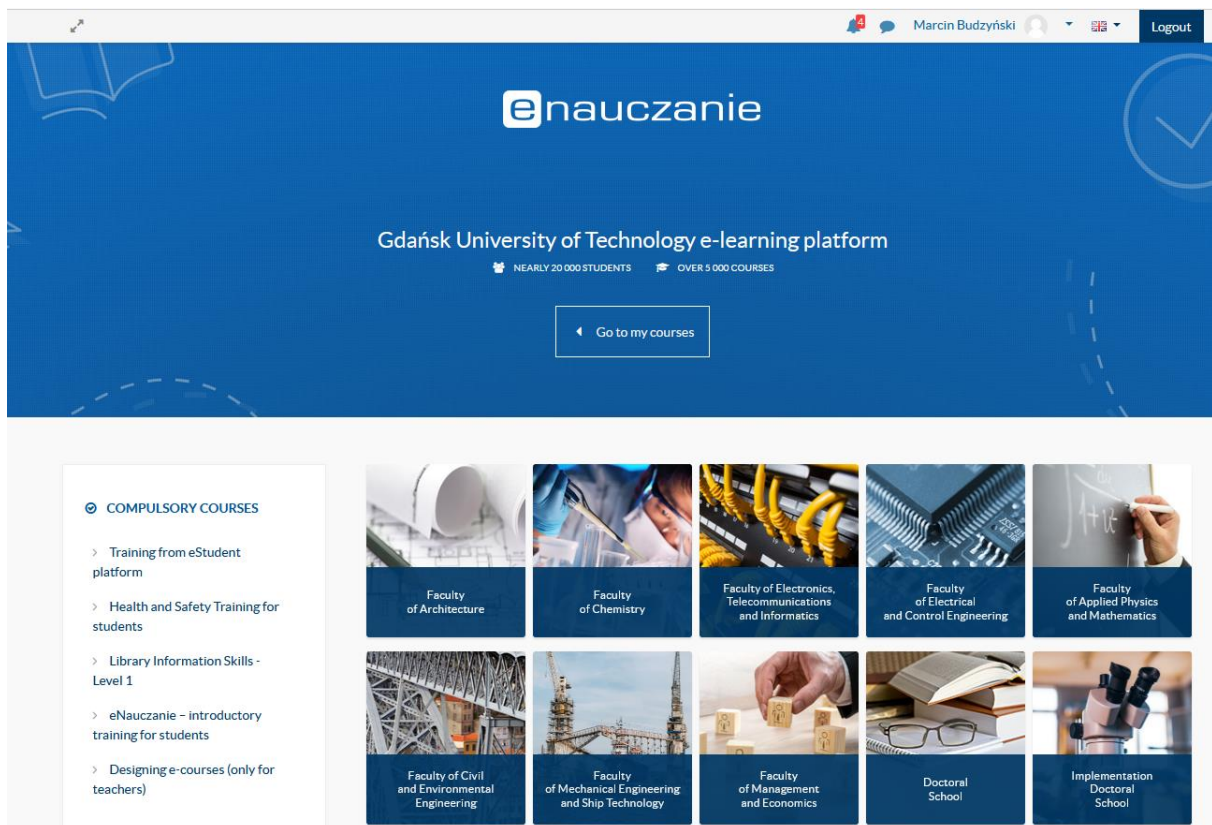 4
Marcin Budzyński
Logout
enauczanie
Gdańsk University of Technology e-learning platform
NEARLY 20 000 STUDENTS
OVER 5 000 COURSES
Go to my courses
COMPULSORY COURSES
Training from eStudent
platform
Health and Safety Training for
students
Library Information Skills -
Level 1
eNauczanie – introductory
training for students
Designing e-courses (only for
teachers)
Faculty
of Architecture
Faculty
of Chemistry
Faculty of Electronics,
Telecommunications
and Informatics
Faculty
of Electrical
and Control Engineering
Faculty
of Applied Physics
and Mathematics
Faculty of Civil
and Environmental
Engineering
Faculty
of Mechanical Engineering
and Ship Technology
Faculty
of Management
and Economics
Doctoral
School
Implementation
Doctoral
School